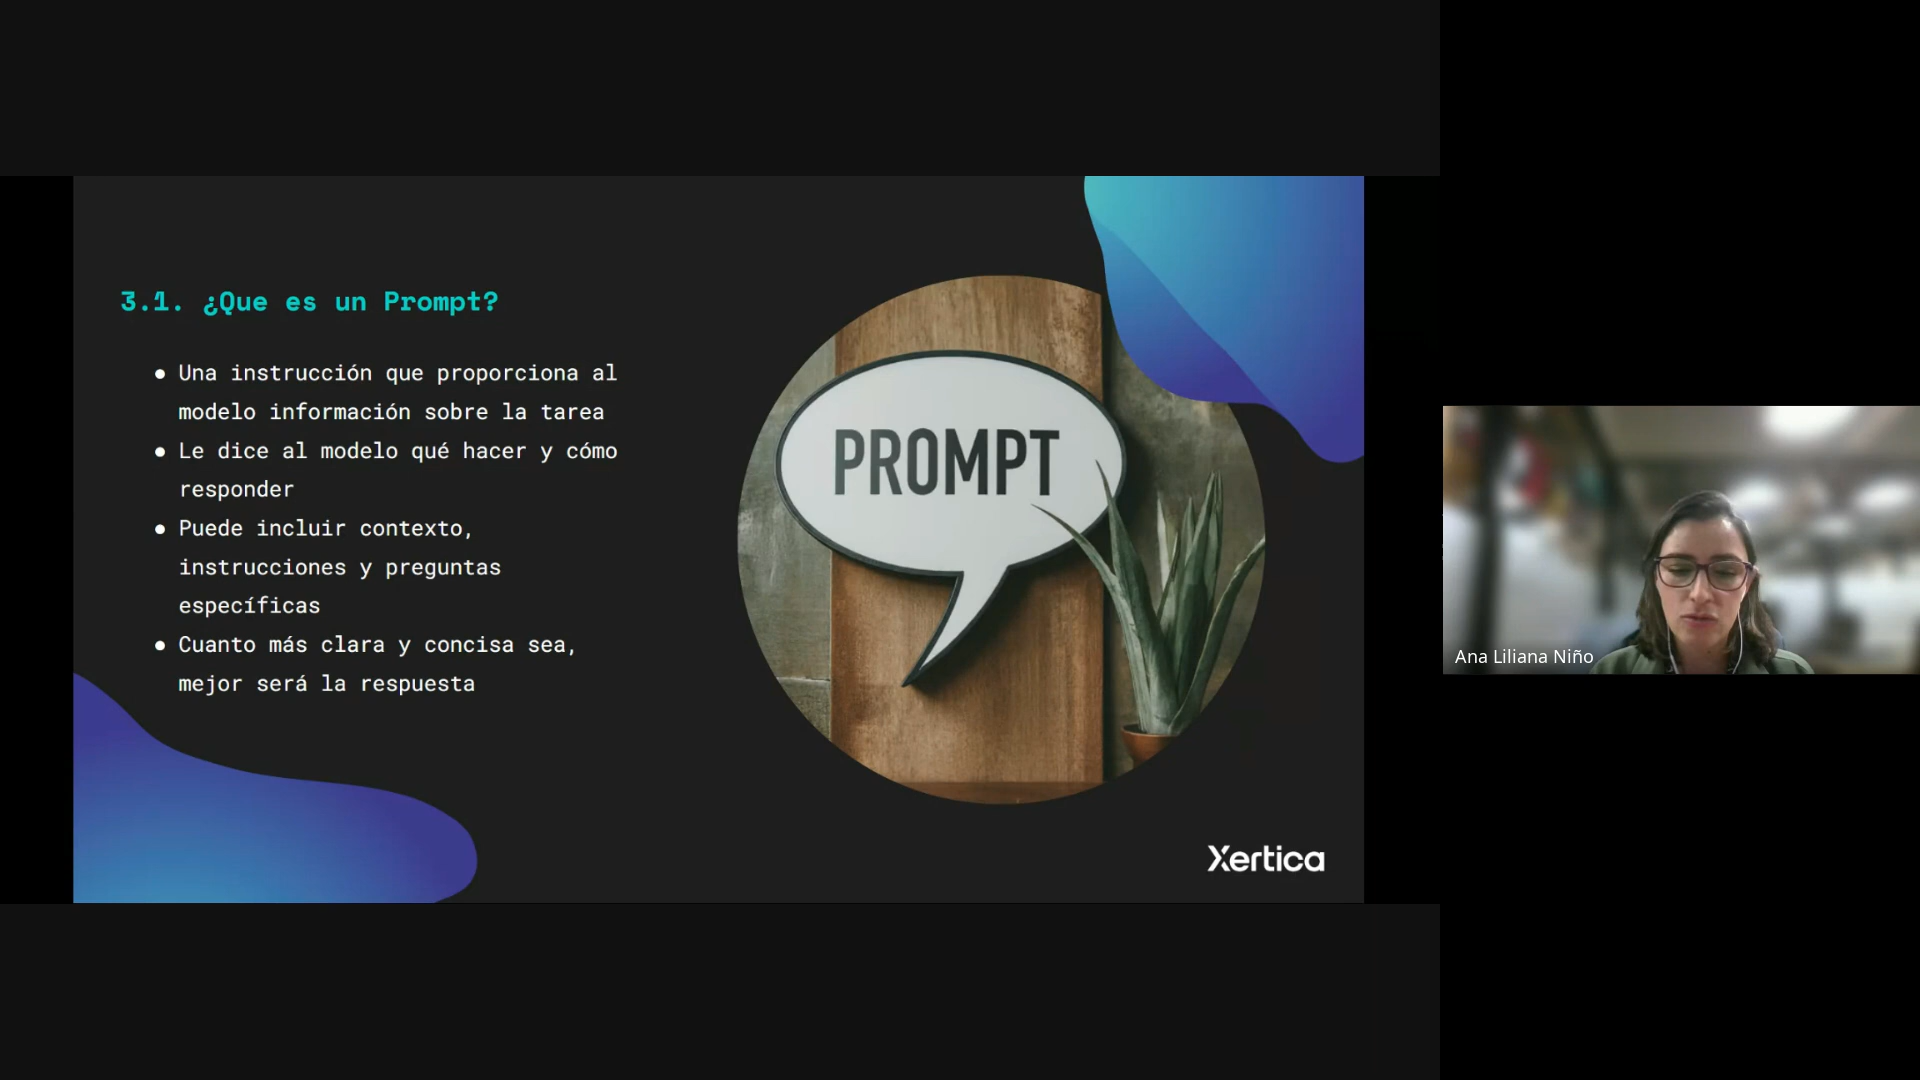 3.1. ¿Que es un Prompt?
● Una instrucción que proporciona al
modelo información sobre la tarea
● Le dice al modelo qué hacer y cómo
responder
● Puede incluir contexto,
instrucciones y preguntas
específicas
● Cuanto más clara y concisa sea,
mejor será la respuesta
PROMPT
Xertica
Ana Liliana Niño